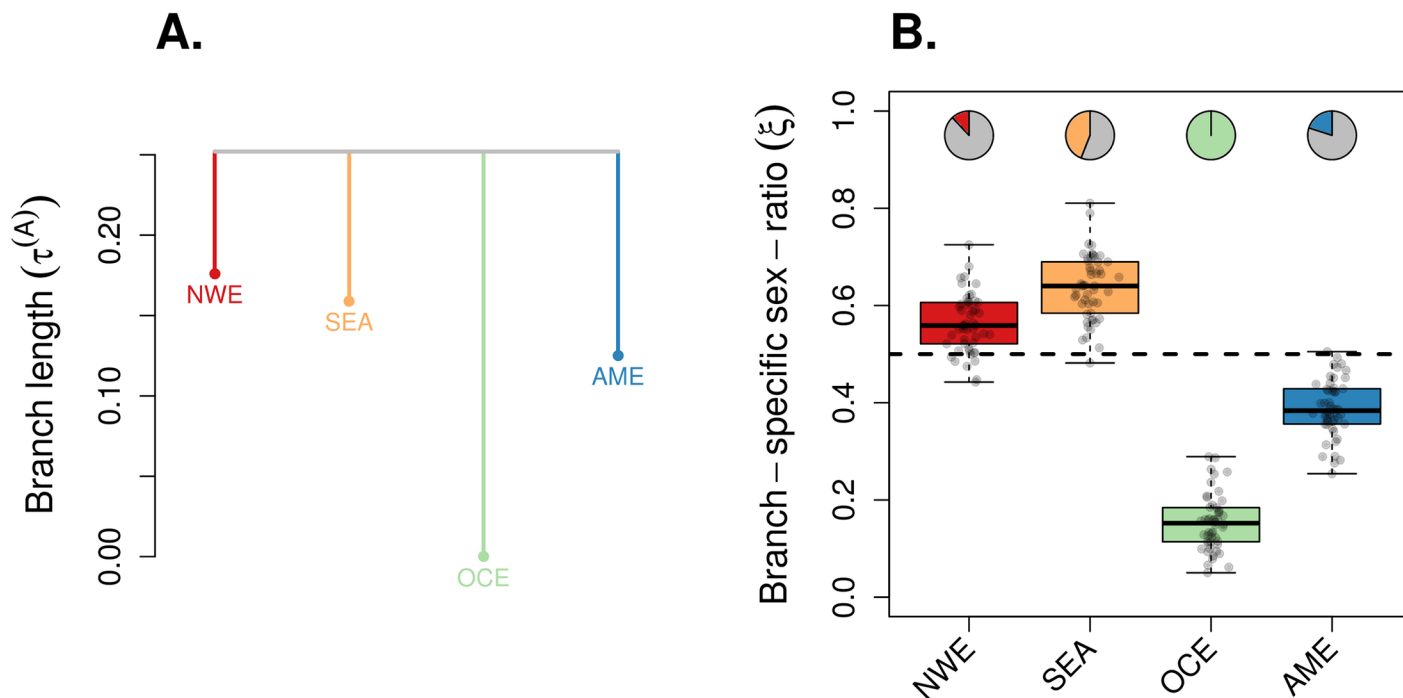 A.
Branch length (τ(A))
0.20
0.10
0.00
NWE
SEA
OCE
AME
B.
Branch – specific sex – ratio (ξ)
1.0
0.8
0.6
0.4
0.2
0.0
NWE
SEA
OCE
AME